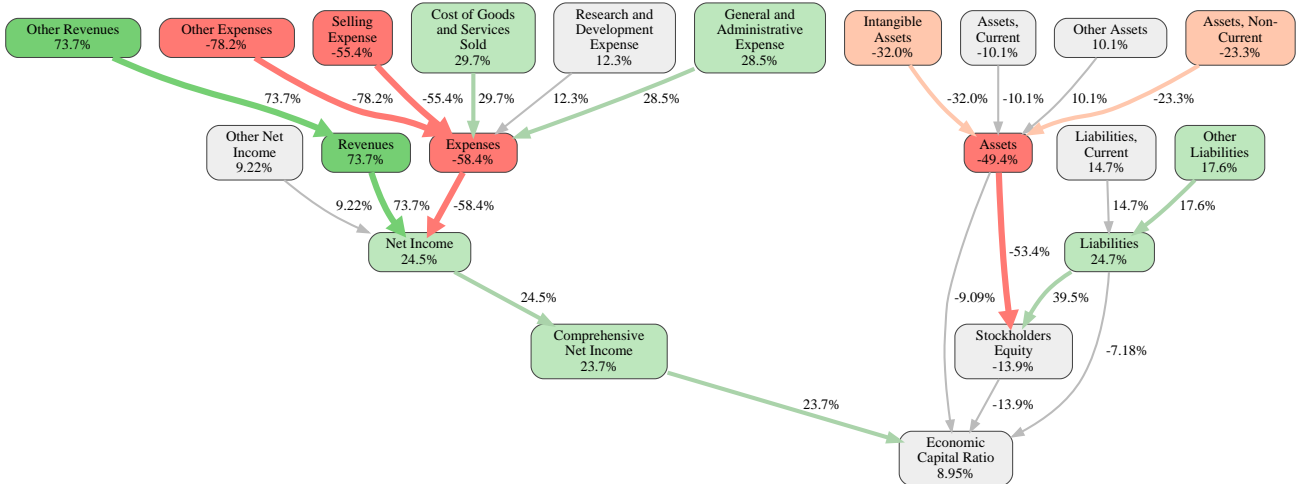 Other Revenues
73.7%
Other Expenses
-78.2%
Selling
Expense
-55.4%
Cost of Goods
and Services
Sold
29.7%
Research and
Development
Expense
12.3%
General and
Administrative
Expense
28.5%
Intangible
Assets
-32.0%
Assets,
Current
-10.1%
Other Assets
10.1%
Assets, Non-
Current
-23.3%
73.7%
-78.2%
-55.4%
29.7%
12.3%
28.5%
-32.0%
-10.1%
10.1%
-23.3%
Other Net
Income
9.22%
Revenues
73.7%
Expenses
-58.4%
Assets
-49.4%
Liabilities,
Current
14.7%
Other
Liabilities
17.6%
9.22%
73.7%
-58.4%
-53.4%
14.7%
17.6%
Net Income
24.5%
Liabilities
24.7%
24.5%
-9.09%
39.5%
-7.18%
Comprehensive
Net Income
23.7%
Stockholders
Equity
-13.9%
23.7%
-13.9%
Economic
Capital Ratio
8.95%